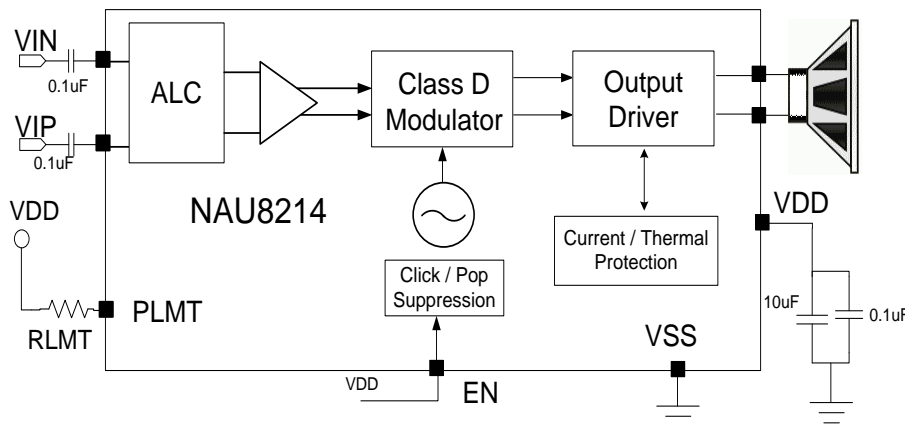 VIN
0.1uF
VIP
0.1uF
ALC
Class D
Modulator
Output
Driver
NAU8214
VDD
RLMT
PLMT
Click / Pop
Suppression
Current / Thermal
Protection
VDD
10uF
0.1uF
VSS
VDD
EN